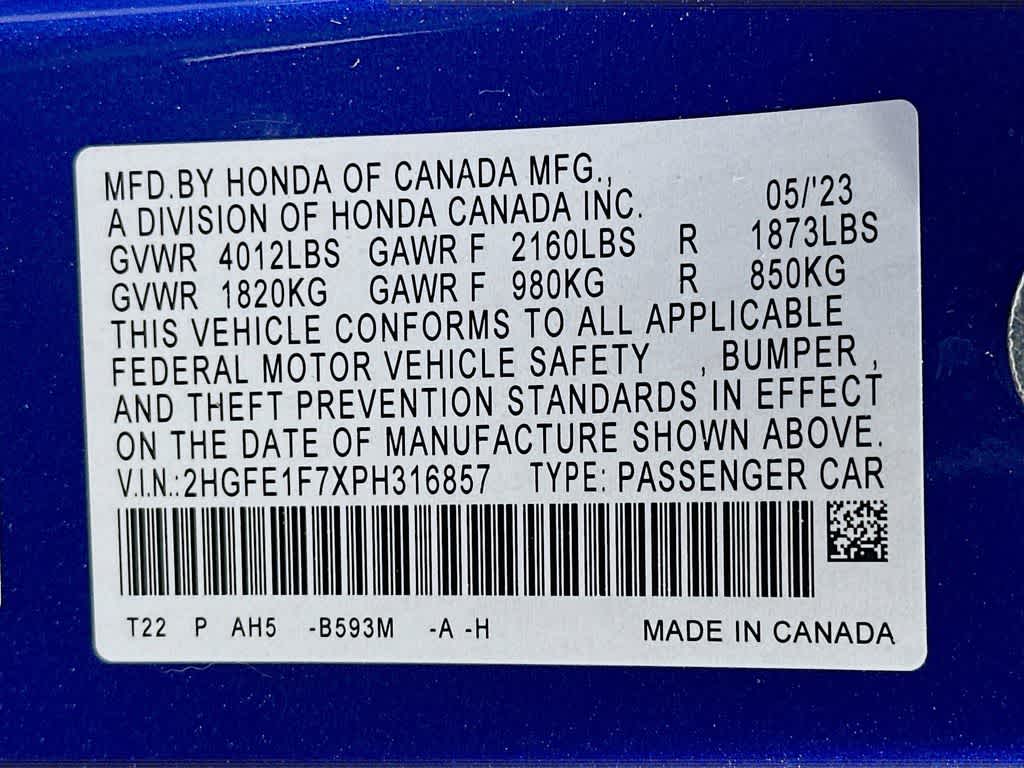 MFD.BY HONDA OF CANADA MFG.,
A DIVISION OF HONDA CANADA INC. 05/'23
GVWR 4012LBS GAWR F 2160LBS R 1873LBS
GVWR 1820KG GAWR F 980KG R 850KG
THIS VEHICLE CONFORMS TO ALL APPLICABLE
FEDERAL MOTOR VEHICLE SAFETY , BUMPER ,
AND THEFT PREVENTION STANDARDS IN EFFECT
ON THE DATE OF MANUFACTURE SHOWN ABOVE.
V.I.N.:2HGFE1F7XPH316857 TYPE: PASSENGER CAR
T22 P AH5 -B593M -A -H MADE IN CANADA